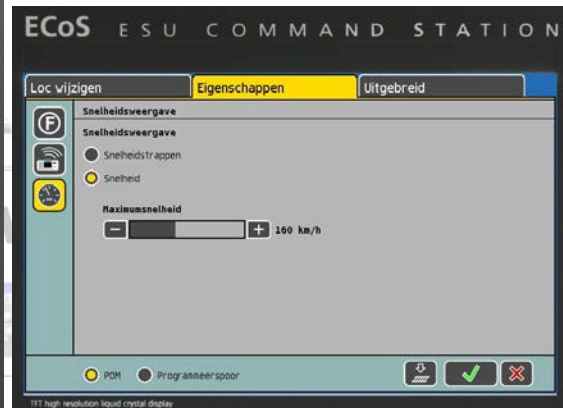 ECoS ESU COMMAND STATION
Loc wijzigen Eigenschappen Uitgebreid
F
Snelheidsweergave
Snelheidsweergave
Snelheidstrappen
Snelheid
Maximumsnelheid
160 km/h
POM Programmeerspoor
TFT high resolution liquid crystal display